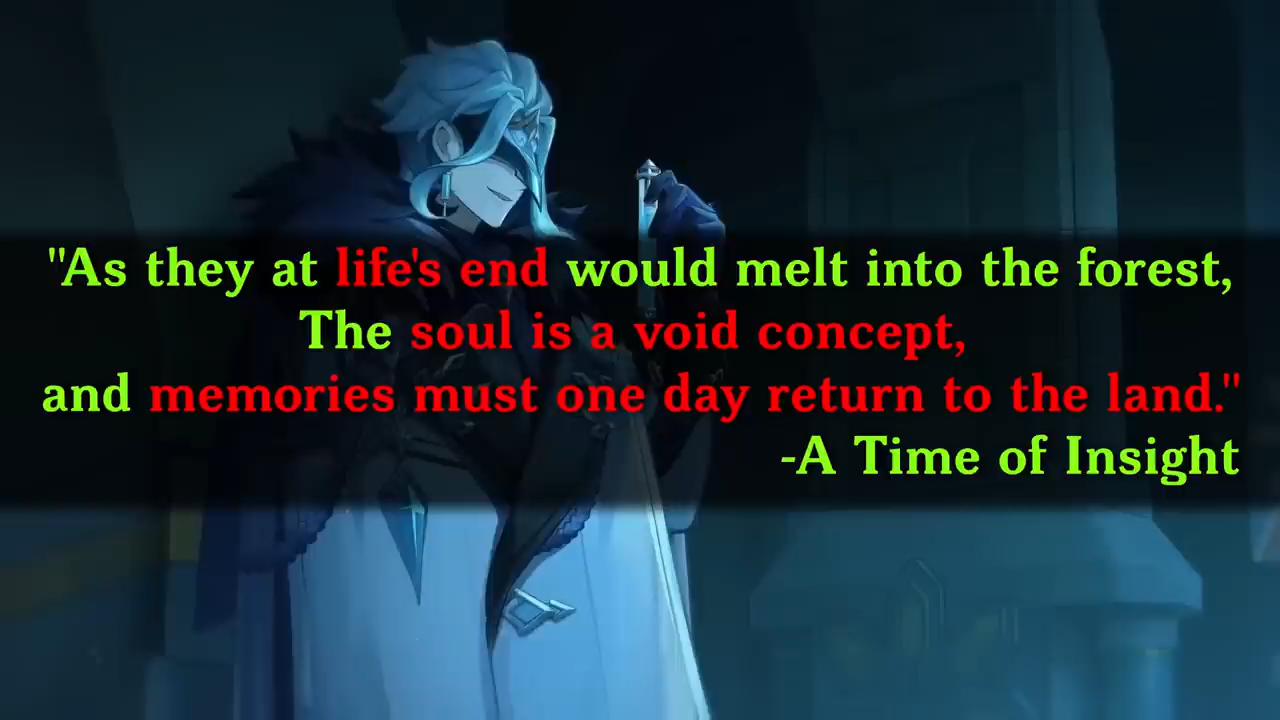 "As they at life's end would melt into the forest,
The soul is a void concept,
and memories must one day return to the land."
-A Time of Insight